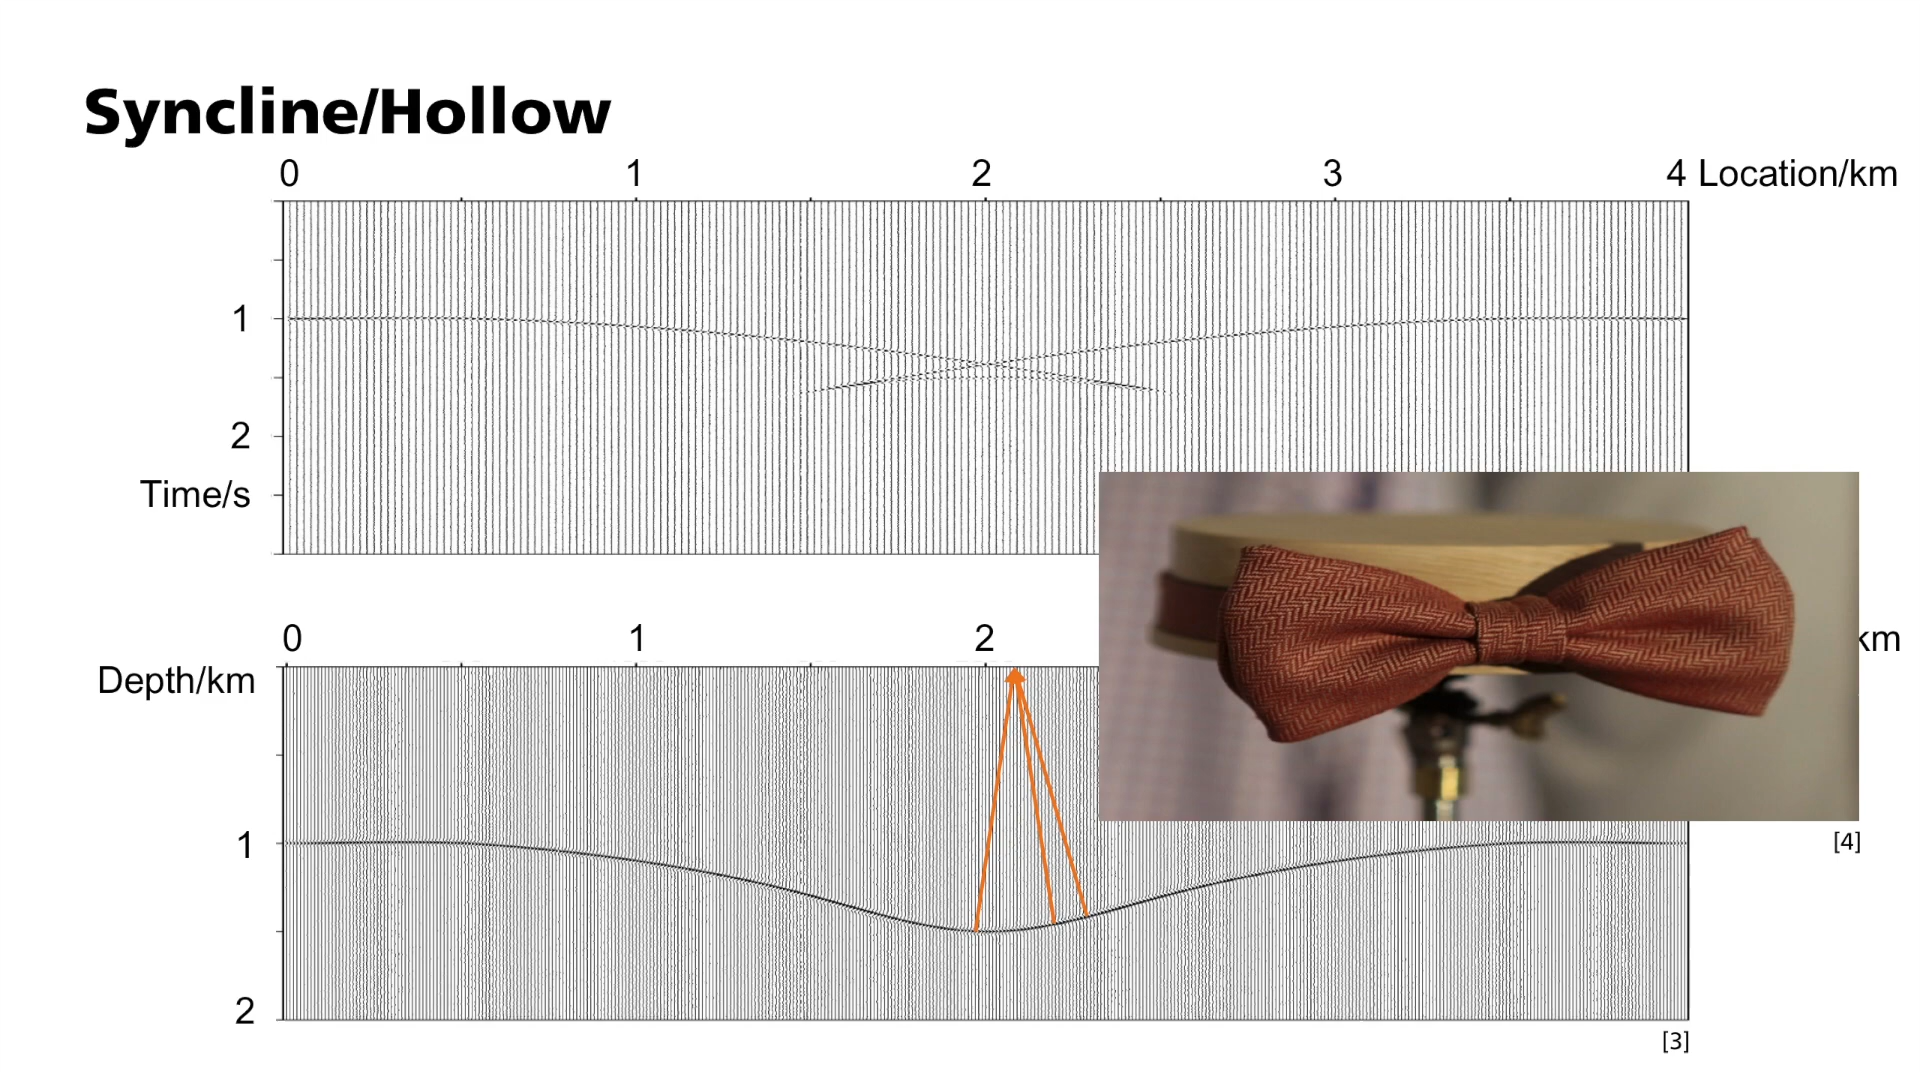 Syncline/Hollow
0 1 2 3 4 Location/km
1
2
Time/s
0 1 2 km
Depth/km
1
[4]
2
[3]